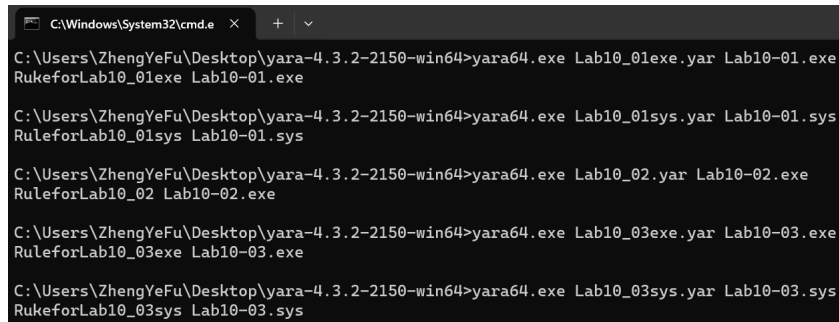 C:\Windows\System32\cmd.e
C:\Users\ZhengYeFu\Desktop\yara-4.3.2-2150-win64>yara64.exe Lab10_01exe.yar Lab10-01.exe
RukeforLab10_01exe Lab10-01.exe
C:\Users\ZhengYeFu\Desktop\yara-4.3.2-2150-win64>yara64.exe Lab10_01sys.yar Lab10-01.sys
RuleforLab10_01sys Lab10-01.sys
C:\Users\ZhengYeFu\Desktop\yara-4.3.2-2150-win64>yara64.exe Lab10_02.yar Lab10-02.exe
RuleforLab10_02 Lab10-02.exe
C:\Users\ZhengYeFu\Desktop\yara-4.3.2-2150-win64>yara64.exe Lab10_03exe.yar Lab10-03.exe
RuleforLab10_03exe Lab10-03.exe
C:\Users\ZhengYeFu\Desktop\yara-4.3.2-2150-win64>yara64.exe Lab10_03sys.yar Lab10-03.sys
RukeforLab10_03sys Lab10-03.sys